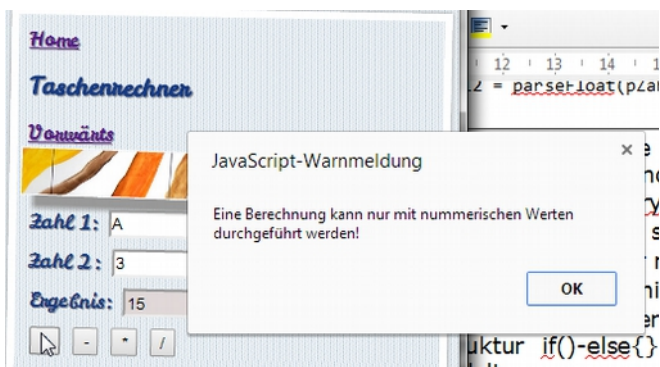 Home
Taschenrechner
Vorwärts
Zahl 1: A
Zahl 2: 3
Ergebnis: 15
- * /
JavaScript-Warnmeldung
×
Eine Berechnung kann nur mit nummerischen Werten
durchgeführt werden!
OK
12 13 14
= parseFloat(
if()-else{}